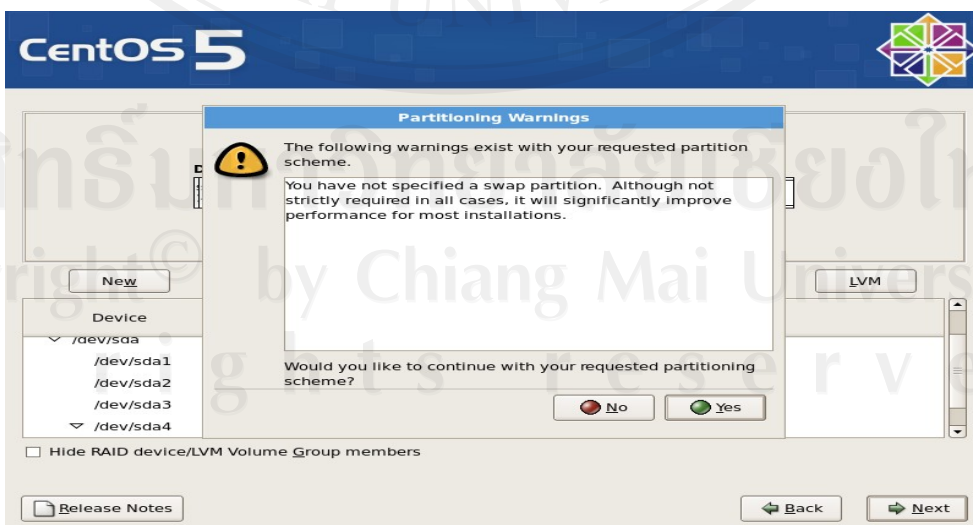 CentOS 5
Partitioning Warnings
The following warnings exist with your requested partition
scheme.
You have not specified a swap partition. Although not
strictly required in all cases, it will significantly improve
performance for most installations.
New
LVM
Device
/dev/sda
/dev/sda1
/dev/sda2
/dev/sda3
/dev/sda4
Would you like to continue with your requested partitioning
scheme?
No
Yes
Hide RAID device/LVM Volume Group members
Release Notes
Back
Next
by Chiang Mai